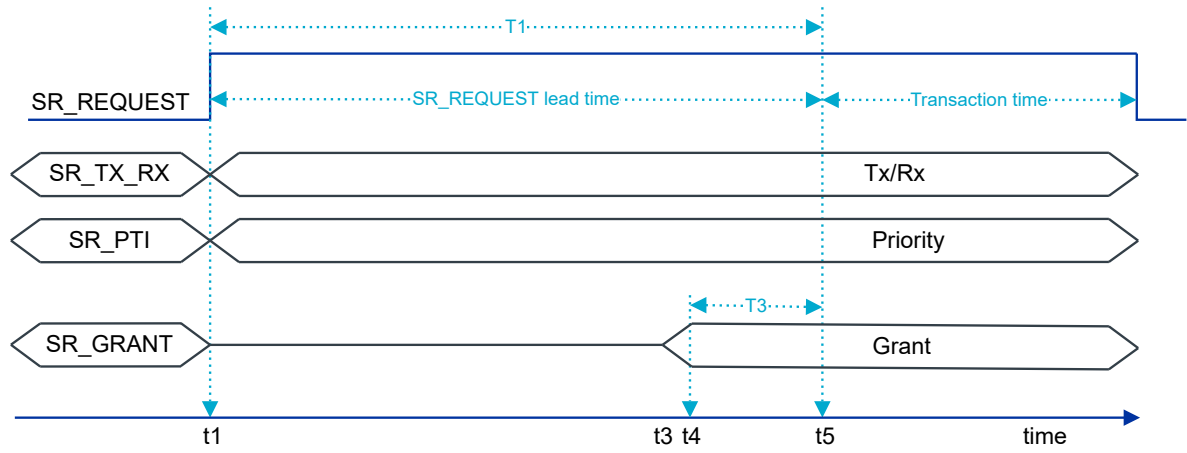 T1
SR_REQUEST
SR_REQUEST lead time
Transaction time
SR_TX_RX
Tx/Rx
SR_PTI
Priority
T3
SR_GRANT
Grant
t1
t3
t4
t5
time